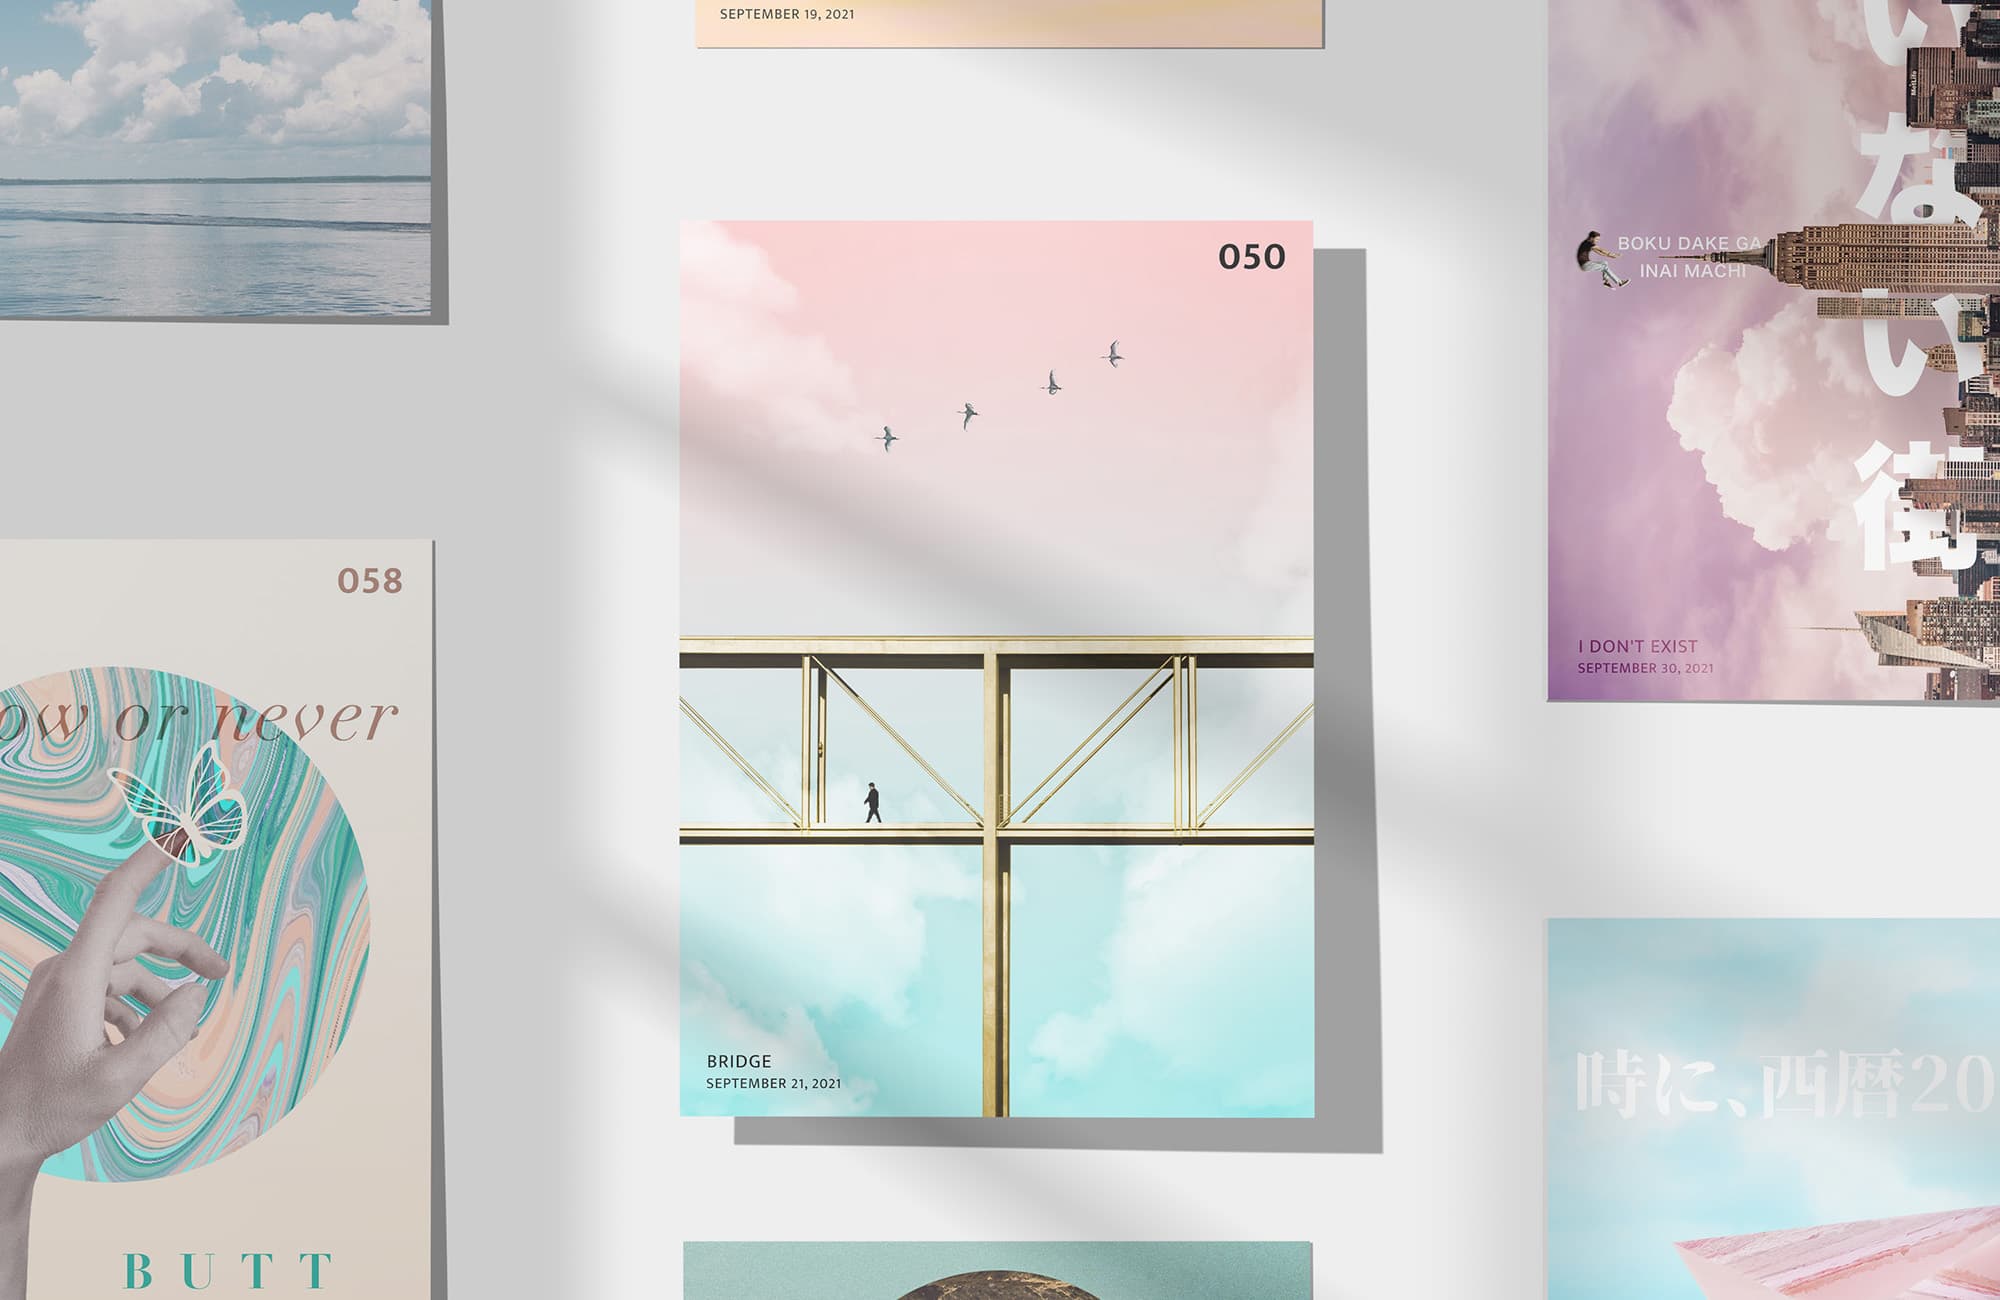 SEPTEMBER 19, 2021
050
BRIDGE
SEPTEMBER 21, 2021
058
ow or never
BUTT
い
な
い
街
MetLife
BOKU DAKE GA
INAI MACHI
I DON'T EXIST
SEPTEMBER 30, 2021
時に、西暦20